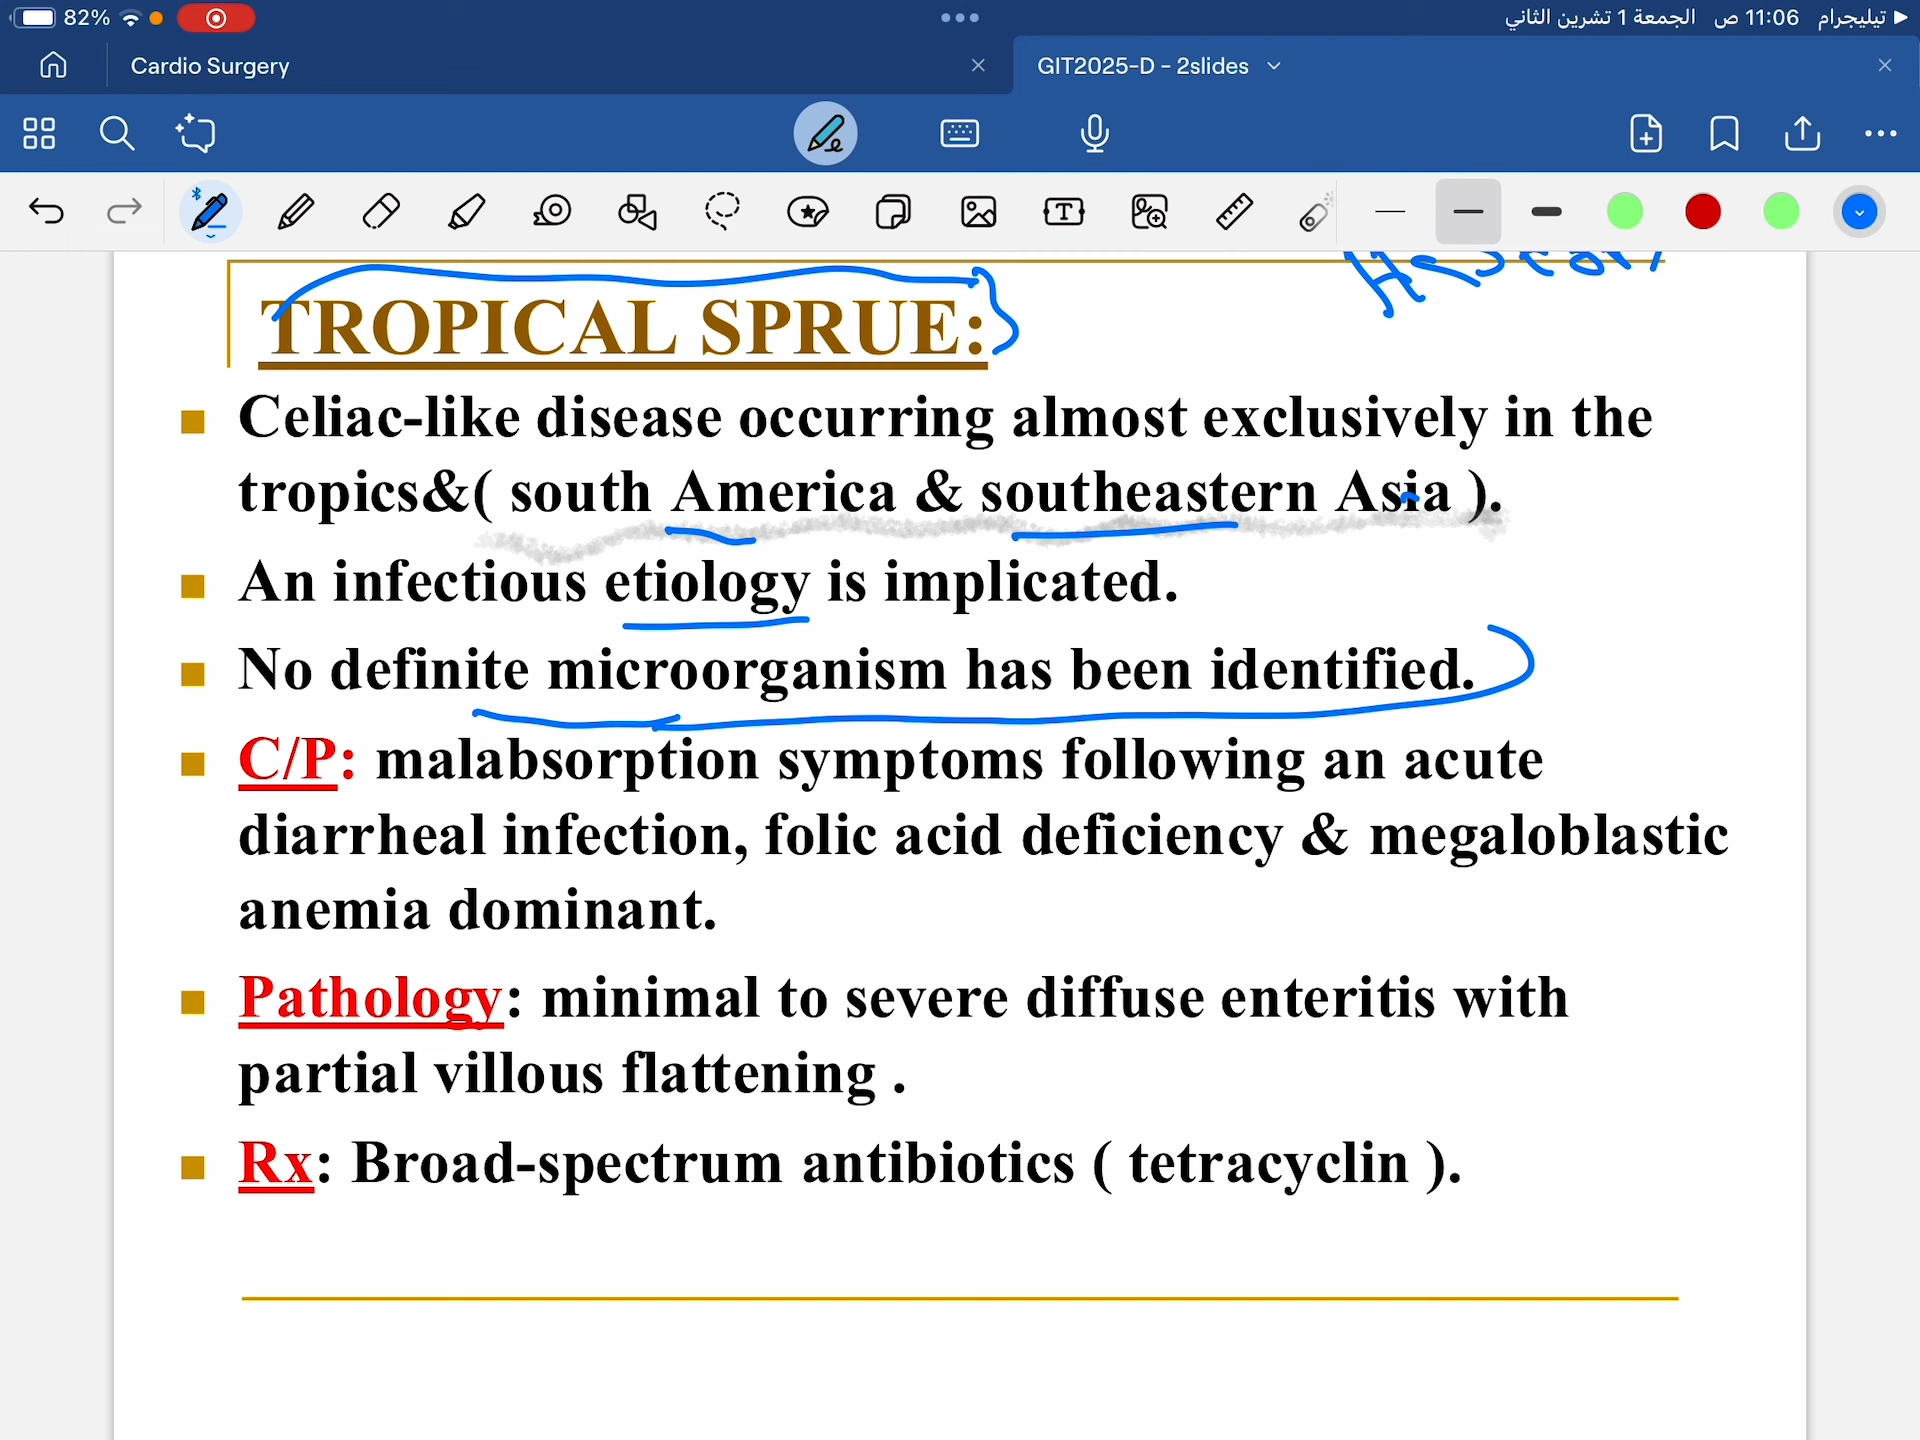 82%
تيليجرام 11:06 ص الجمعة 1 تشرين الثاني
Cardio Surgery
GIT2025-D - 2slides
TROPICAL SPRUE:
Celiac-like disease occurring almost exclusively in the
tropics&( south America & southeastern Asia ).
An infectious etiology is implicated.
No definite microorganism has been identified.
C/P: malabsorption symptoms following an acute
diarrheal infection, folic acid deficiency & megaloblastic
anemia dominant.
Pathology: minimal to severe diffuse enteritis with
partial villous flattening .
Rx: Broad-spectrum antibiotics ( tetracyclin ).